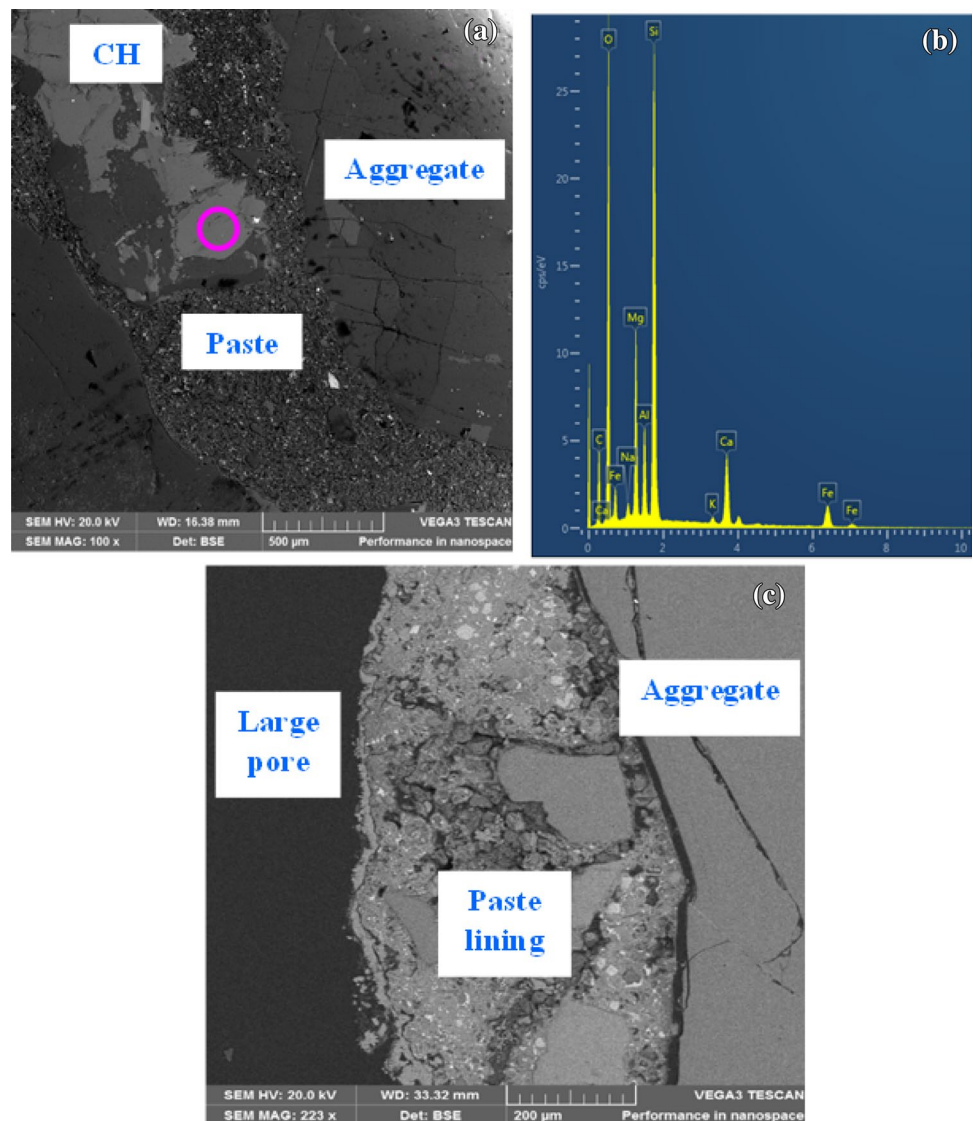 (a)
CH
Aggregate
Paste
SEM HV: 20.0 kV WD: 16.38 mm VEGA3 TESCAN
SEM MAG: 100 x Det: BSE 500 µm Performance in nanospace
(b)
O Si
25
20
15
cps/eV
Mg
10
Al
C Ca
5
Na
Fe
K Fe
Ca Fe
0
0 2 4 6 8 10
(c)
Aggregate
Large
pore
Paste
lining
SEM HV: 20.0 kV WD: 33.32 mm VEGA3 TESCAN
SEM MAG: 223 x Det: BSE 200 µm Performance in nanospace